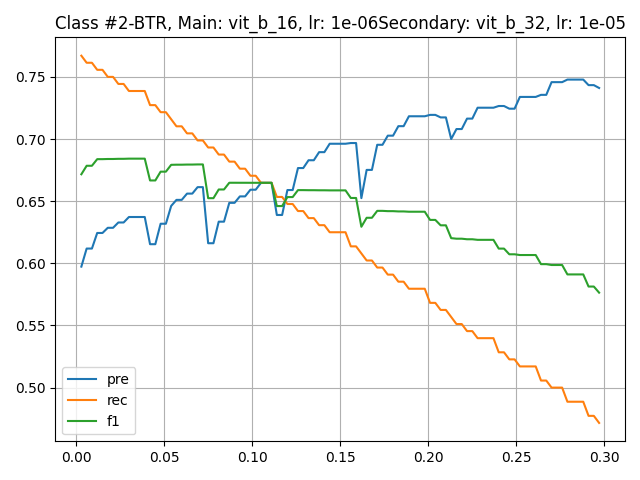 Class #2-BTR, Main: vit_b_16, lr: 1e-06Secondary: vit_b_32, lr: 1e-05
0.75
0.70
0.65
0.60
0.55
0.50
pre
rec
f1
0.00 0.05 0.10 0.15 0.20 0.25 0.30